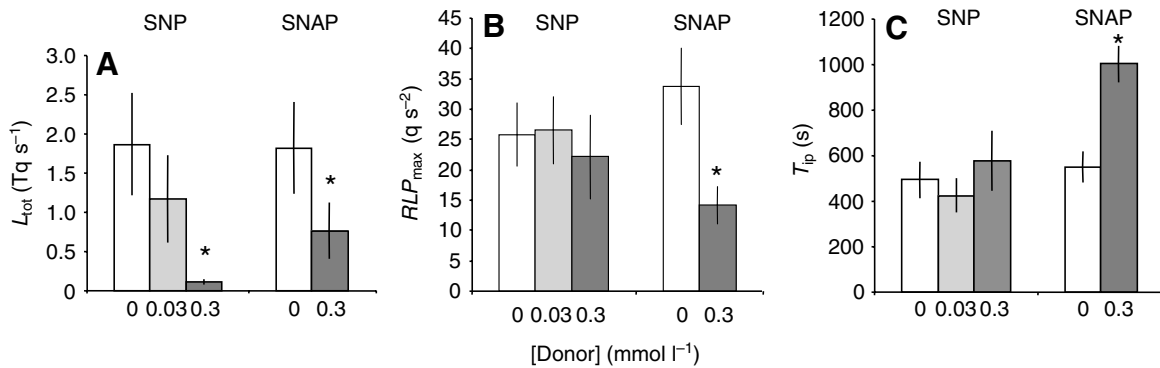 A
SNP SNAP
L_tot (Tq s⁻¹)
3.0
2.5
2.0
1.5
1.0
0.5
0
*
*
0 0.03 0.3 0 0.3
B
SNP SNAP
RLP_max (q s⁻²)
45
40
35
30
25
20
15
10
5
0
*
0 0.03 0.3 0 0.3
C
SNP SNAP
T_ip (s)
1200
1000
800
600
400
200
0
*
0 0.03 0.3 0 0.3
[Donor] (mmol l⁻¹)